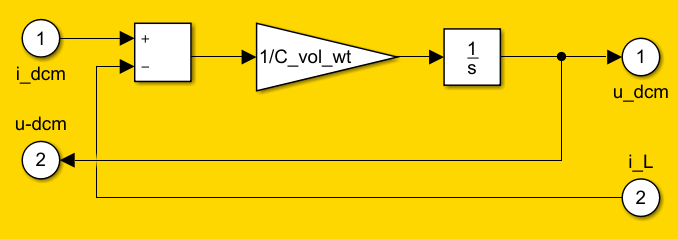 1
i_dcm
+
−
1/C_vol_wt
1
s
1
u_dcm
u-dcm
2
i_L
2